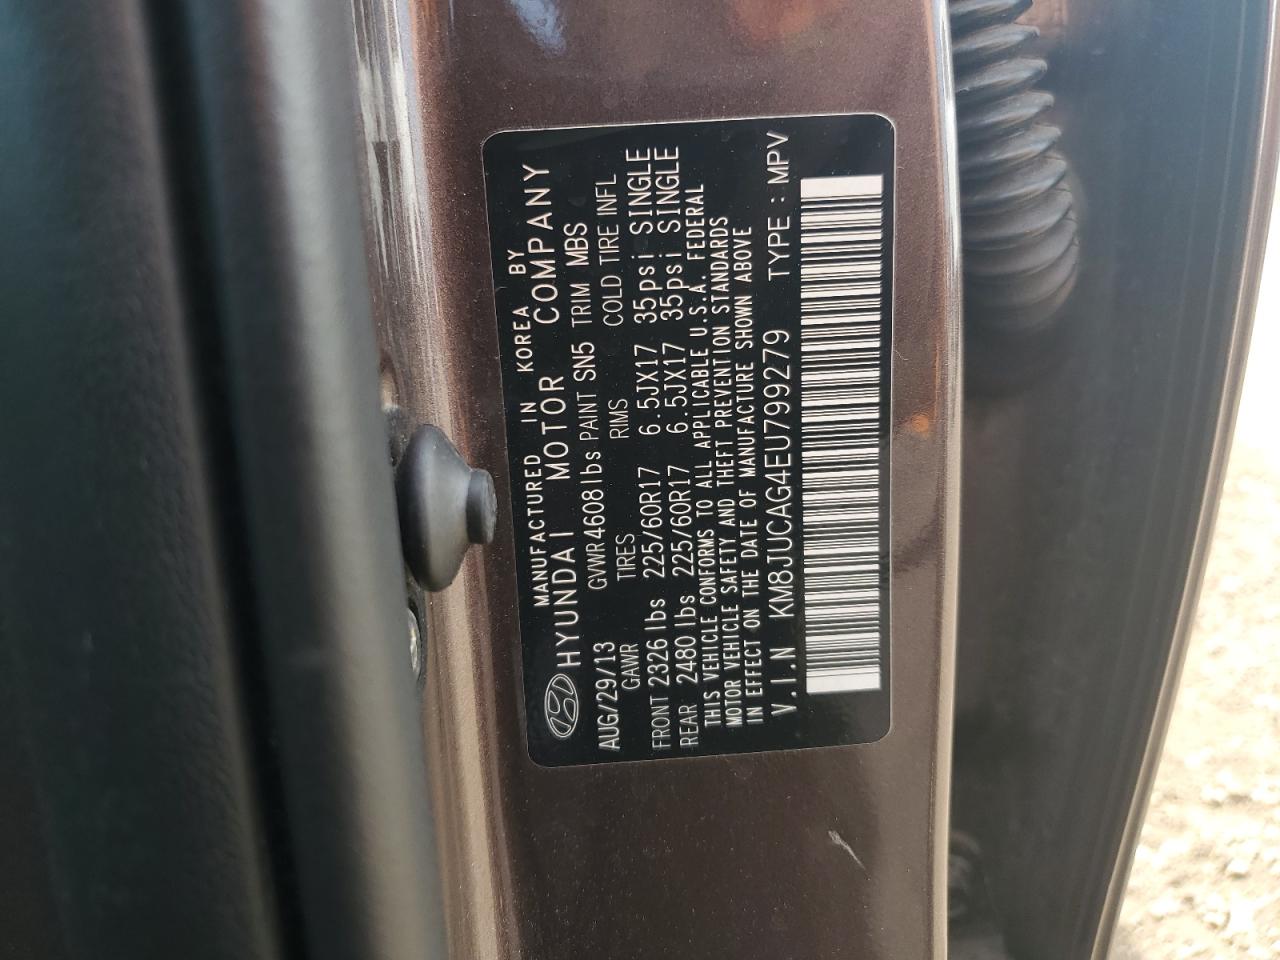 MANUFACTURED IN KOREA BY
HYUNDAI MOTOR COMPANY
AUG/29/13 GVWR 4608lbs PAINT SN5 TRIM MBS
GAWR TIRES RIMS COLD TIRE INFL
FRONT 2326 lbs 225/60R17 6.5JX17 35psi SINGLE
REAR 2480 lbs 225/60R17 6.5JX17 35psi SINGLE
THIS VEHICLE CONFORMS TO ALL APPLICABLE U.S.A. FEDERAL
MOTOR VEHICLE SAFETY AND THEFT PREVENTION STANDARDS
IN EFFECT ON THE DATE OF MANUFACTURE SHOWN ABOVE
V.I.N KM8JUCAG4EU799279 TYPE : MPV